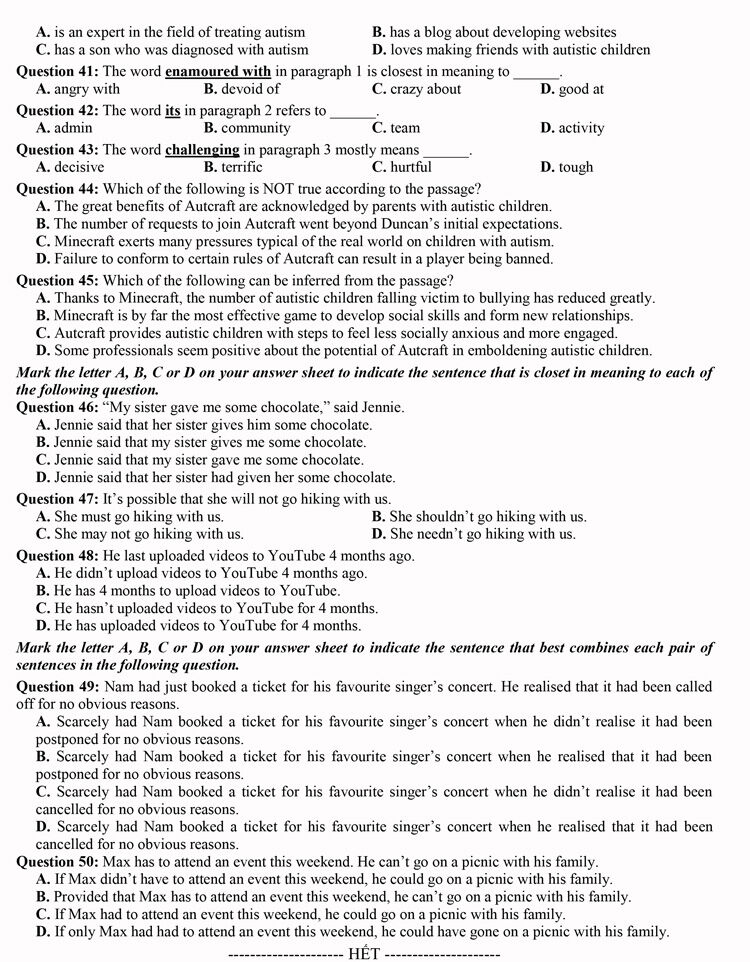 A. is an expert in the field of treating autism B. has a blog about developing websites
C. has a son who was diagnosed with autism D. loves making friends with autistic children
Question 41: The word enamoured with in paragraph 1 is closest in meaning to _______.
A. angry with B. devoid of C. crazy about D. good at
Question 42: The word its in paragraph 2 refers to _______.
A. admin B. community C. team D. activity
Question 43: The word challenging in paragraph 3 mostly means _______.
A. decisive B. terrific C. hurtful D. tough
Question 44: Which of the following is NOT true according to the passage?
A. The great benefits of Autcraft are acknowledged by parents with autistic children.
B. The number of requests to join Autcraft went beyond Duncan’s initial expectations.
C. Minecraft exerts many pressures typical of the real world on children with autism.
D. Failure to conform to certain rules of Autcraft can result in a player being banned.
Question 45: Which of the following can be inferred from the passage?
A. Thanks to Minecraft, the number of autistic children falling victim to bullying has reduced greatly.
B. Minecraft is by far the most effective game to develop social skills and form new relationships.
C. Autcraft provides autistic children with steps to feel less socially anxious and more engaged.
D. Some professionals seem positive about the potential of Autcraft in emboldening autistic children.
Mark the letter A, B, C or D on your answer sheet to indicate the sentence that is closet in meaning to each of
the following question.
Question 46: “My sister gave me some chocolate,” said Jennie.
A. Jennie said that her sister gives him some chocolate.
B. Jennie said that my sister gives me some chocolate.
C. Jennie said that my sister gave me some chocolate.
D. Jennie said that her sister had given her some chocolate.
Question 47: It’s possible that she will not go hiking with us.
A. She must go hiking with us. B. She shouldn’t go hiking with us.
C. She may not go hiking with us. D. She needn’t go hiking with us.
Question 48: He last uploaded videos to YouTube 4 months ago.
A. He didn’t upload videos to YouTube 4 months ago.
B. He has 4 months to upload videos to YouTube.
C. He hasn’t uploaded videos to YouTube for 4 months.
D. He has uploaded videos to YouTube for 4 months.
Mark the letter A, B, C or D on your answer sheet to indicate the sentence that best combines each pair of
sentences in the following question.
Question 49: Nam had just booked a ticket for his favourite singer’s concert. He realised that it had been called
off for no obvious reasons.
A. Scarcely had Nam booked a ticket for his favourite singer’s concert when he didn’t realise it had been
postponed for no obvious reasons.
B. Scarcely had Nam booked a ticket for his favourite singer’s concert when he realised that it had been
postponed for no obvious reasons.
C. Scarcely had Nam booked a ticket for his favourite singer’s concert when he didn’t realise it had been
cancelled for no obvious reasons.
D. Scarcely had Nam booked a ticket for his favourite singer’s concert when he realised that it had been
cancelled for no obvious reasons.
Question 50: Max has to attend an event this weekend. He can’t go on a picnic with his family.
A. If Max didn’t have to attend an event this weekend, he could go on a picnic with his family.
B. Provided that Max has to attend an event this weekend, he can’t go on a picnic with his family.
C. If Max had to attend an event this weekend, he could go on a picnic with his family.
D. If only Max had had to attend an event this weekend, he could have gone on a picnic with his family.
--------------------- HẾT ---------------------